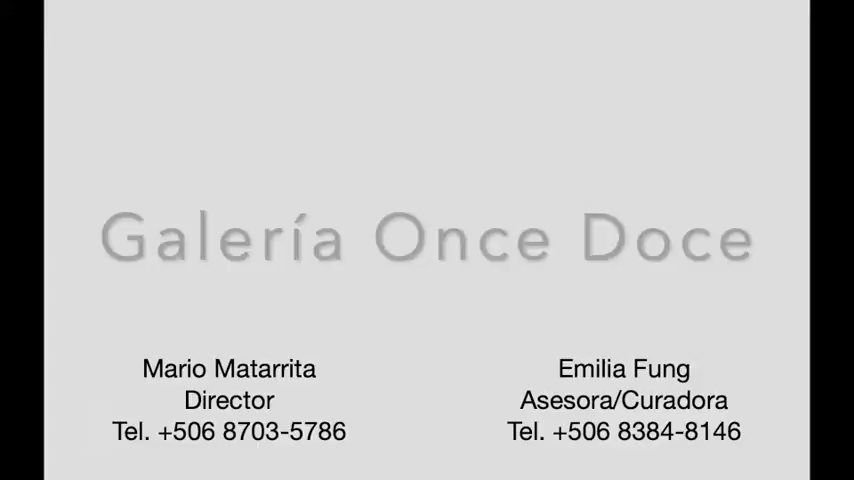 Galería Once Doce
Mario Matarrita
Director
Tel. +506 8703-5786
Emilia Fung
Asesora/Curadora
Tel. +506 8384-8146